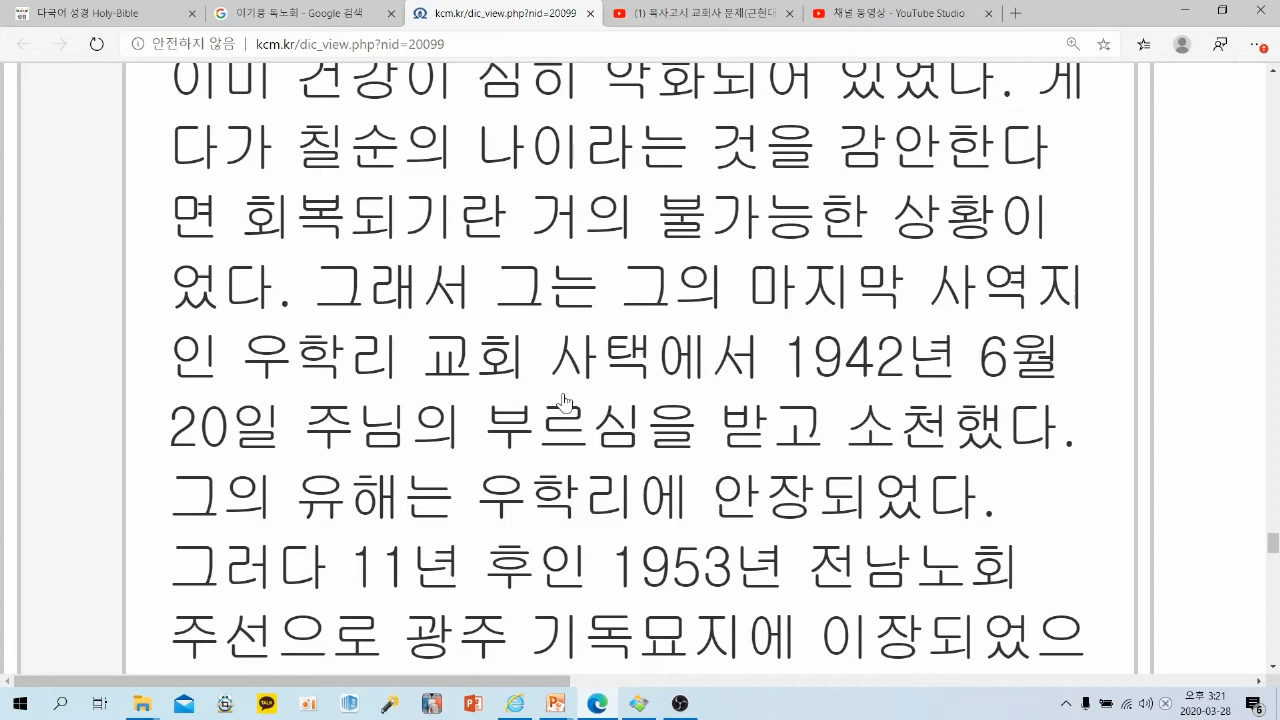 다국어 성경 HolyBible
이기풍 독노회 - Google 검색
kcm.kr/dic_view.php?nid=20099
(1) 목사고시 교회사 문제(근현대
채널 동영상 - YouTube Studio
안전하지 않음
kcm.kr/dic_view.php?nid=20099
이미 건강이 심히 악화되어 있었다. 게
다가 칠순의 나이라는 것을 감안한다
면 회복되기란 거의 불가능한 상황이
었다. 그래서 그는 그의 마지막 사역지
인 우학리 교회 사택에서 1942년 6월
20일 주님의 부르심을 받고 소천했다.
그의 유해는 우학리에 안장되었다.
그러다 11년 후인 1953년 전남노회
주선으로 광주 기독묘지에 이장되었으
TALK
오후 3:21
2020-03-28
6